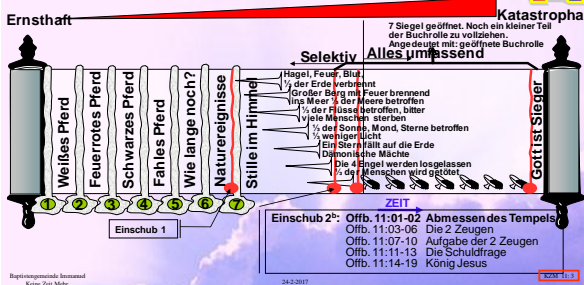 Ernsthaft
Katastropha
7 Siegel geöffnet. Noch ein kleiner Teil
der Buchrolle zu vollziehen.
Angedeutet mit: geöffnete Buchrolle
Selektiv
Alles umfassend
Weißes Pferd
Feuerrotes Pferd
Schwarzes Pferd
Fahles Pferd
Wie lange noch?
Naturereignisse
Stille im Himmel
Hagel, Feuer, Blut,
⅓ der Erde verbrennt
Großer Berg mit Feuer brennend
ins Meer ⅓ der Meere betroffen
⅓ der Flüsse betroffen, bitter
viele Menschen sterben
⅓ der Sonne, Mond, Sterne betroffen
⅓ weniger Licht
Ein Stern fällt auf die Erde
Dämonische Mächte
Die 4 Engel werden losgelassen
⅓ der Menschen wird getötet
Gott ist Sieger
1 2 3 4 5 6 7
ZEIT
Einschub 1
Einschub 2b: Offb. 11:01-02 Abmessen des Tempels
Offb. 11:03-06 Die 2 Zeugen
Offb. 11:07-10 Aufgabe der 2 Zeugen
Offb. 11:11-13 Die Schuldfrage
Offb. 11:14-19 König Jesus
Baptistengemeinde Immanuel
Keine Zeit Mehr
24-2-2017
KZM 11: 3